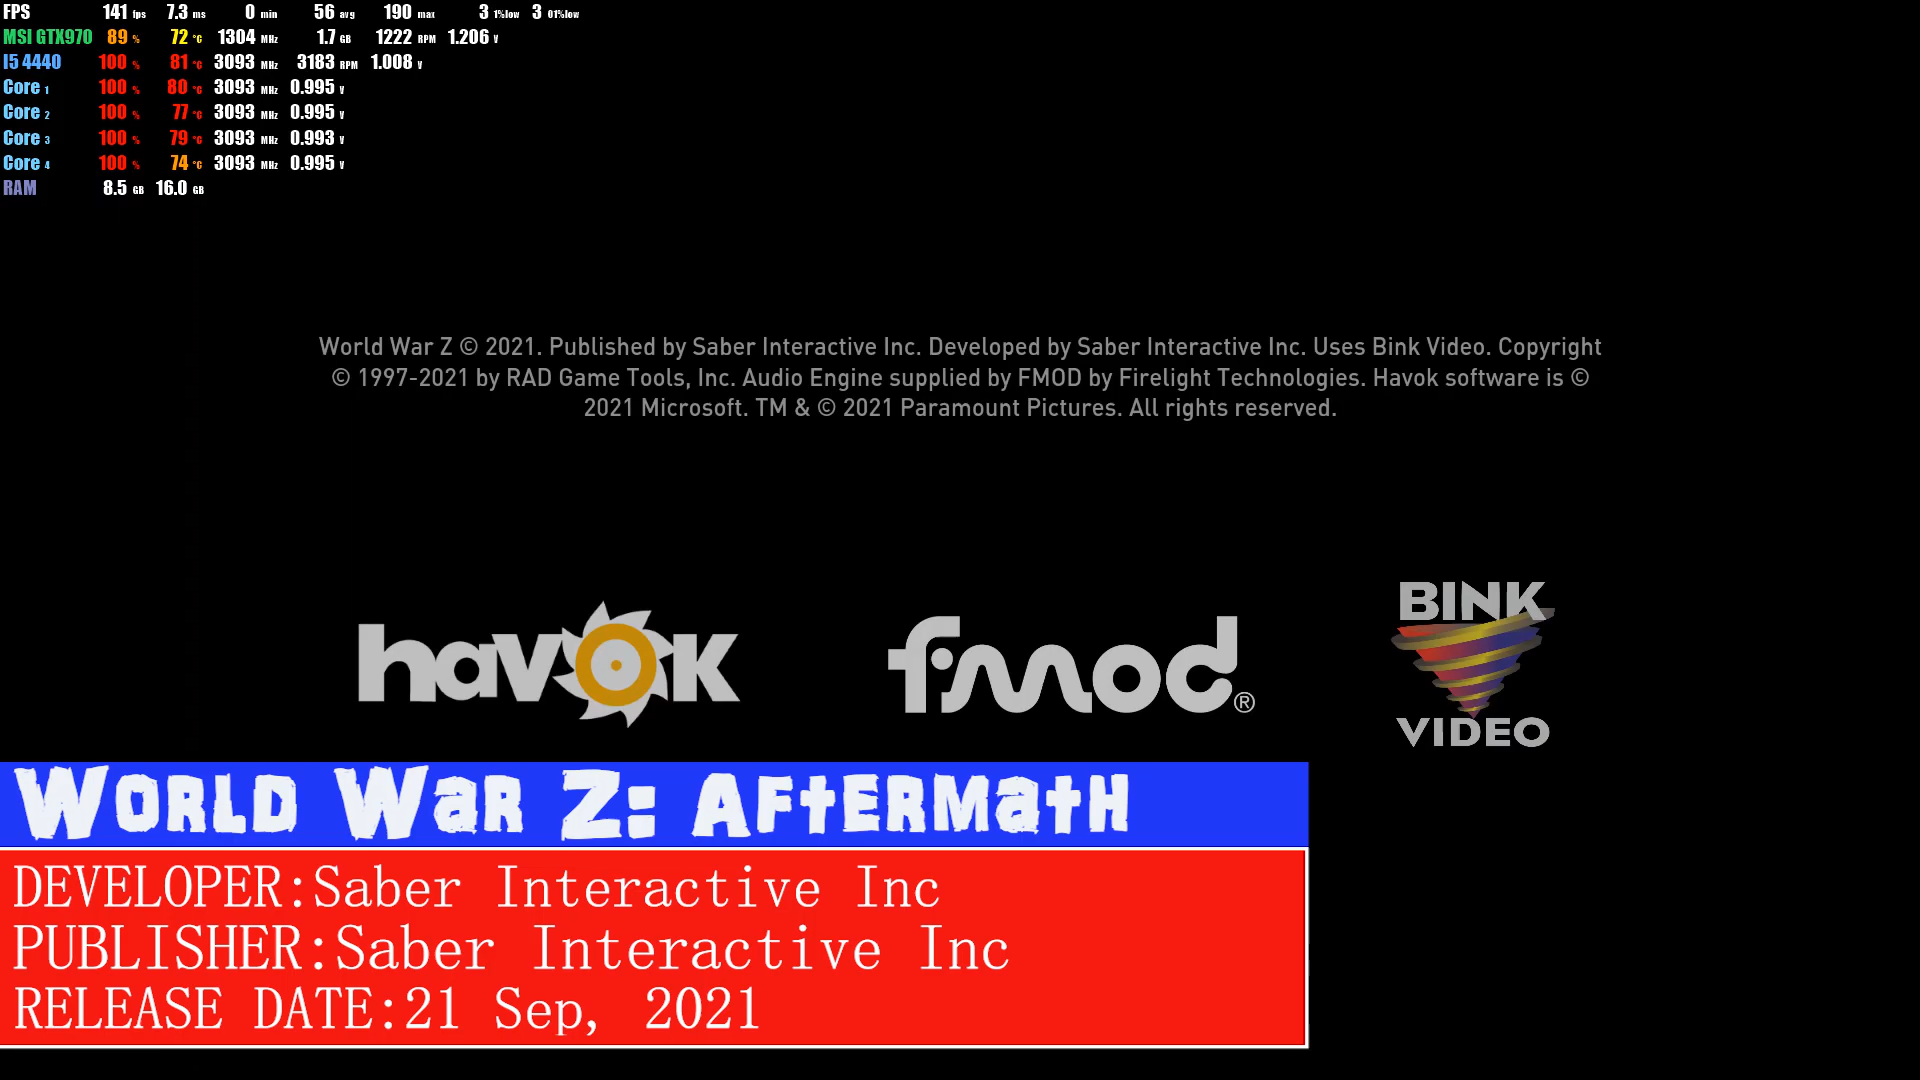 FPS 141 fps 7.3 ms 0 min 56 avg 190 max 3 1%low 3 01%low
MSI GTX970 89 % 72 °C 1304 MHz 1.7 GB 1222 RPM 1.206 V
I5 4440 100 % 81 °C 3093 MHz 3183 RPM 1.008 V
Core 1 100 % 80 °C 3093 MHz 0.995 V
Core 2 100 % 77 °C 3093 MHz 0.995 V
Core 3 100 % 79 °C 3093 MHz 0.993 V
Core 4 100 % 74 °C 3093 MHz 0.995 V
RAM 8.5 GB 16.0 GB
World War Z © 2021. Published by Saber Interactive Inc. Developed by Saber Interactive Inc. Uses Bink Video. Copyright
© 1997-2021 by RAD Game Tools, Inc. Audio Engine supplied by FMOD by Firelight Technologies. Havok software is ©
2021 Microsoft. TM & © 2021 Paramount Pictures. All rights reserved.
havok
fmod®
BINK
VIDEO
World War Z: Aftermath
DEVELOPER:Saber Interactive Inc
PUBLISHER:Saber Interactive Inc
RELEASE DATE:21 Sep, 2021